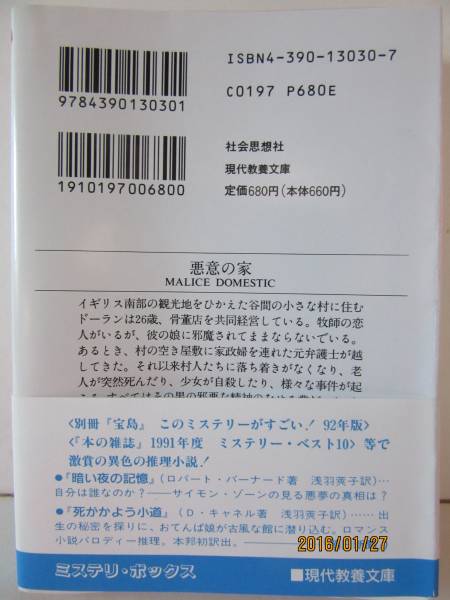 ISBN4-390-13030-7
9784390130301
C0197 P680E
社会思想社
現代教養文庫
1910197006800
定価680円(本体660円)
悪意の家
MALICE DOMESTIC
イギリス南部の観光地をひかえた谷間の小さな村に住む
ドーランは26歳、骨董店を共同経営している。牧師の恋
人がいるが、彼の娘に邪魔されてままならないでいる。
あるとき、村の空き屋敷に家政婦を連れた元弁護士が越
してきた。それ以来村人たちに落ち着きがなくなり、老
人が突然死んだり、少女が自殺したり、様々な事件が起
〈別冊『宝島』 このミステリーがすごい! 92年版〉
〈『本の雑誌』1991年度 ミステリー・ベスト10〉等で
激賞の異色の推理小説!
●『暗い夜の記憶』(ロバート・バーナード著 浅羽莢子訳)…
自分は誰なのか?——サイモン・ゾーンの見る悪夢の真相は?
●『死がかよう小道』(D・キャネル著 浅羽莢子訳)…… 出
生の秘密を探りに、おてんば娘が古風な館に潜り込む。ロマンス
小説パロディー推理。本邦初訳出。
2016/01/27
ミステリ・ボックス
■現代教養文庫